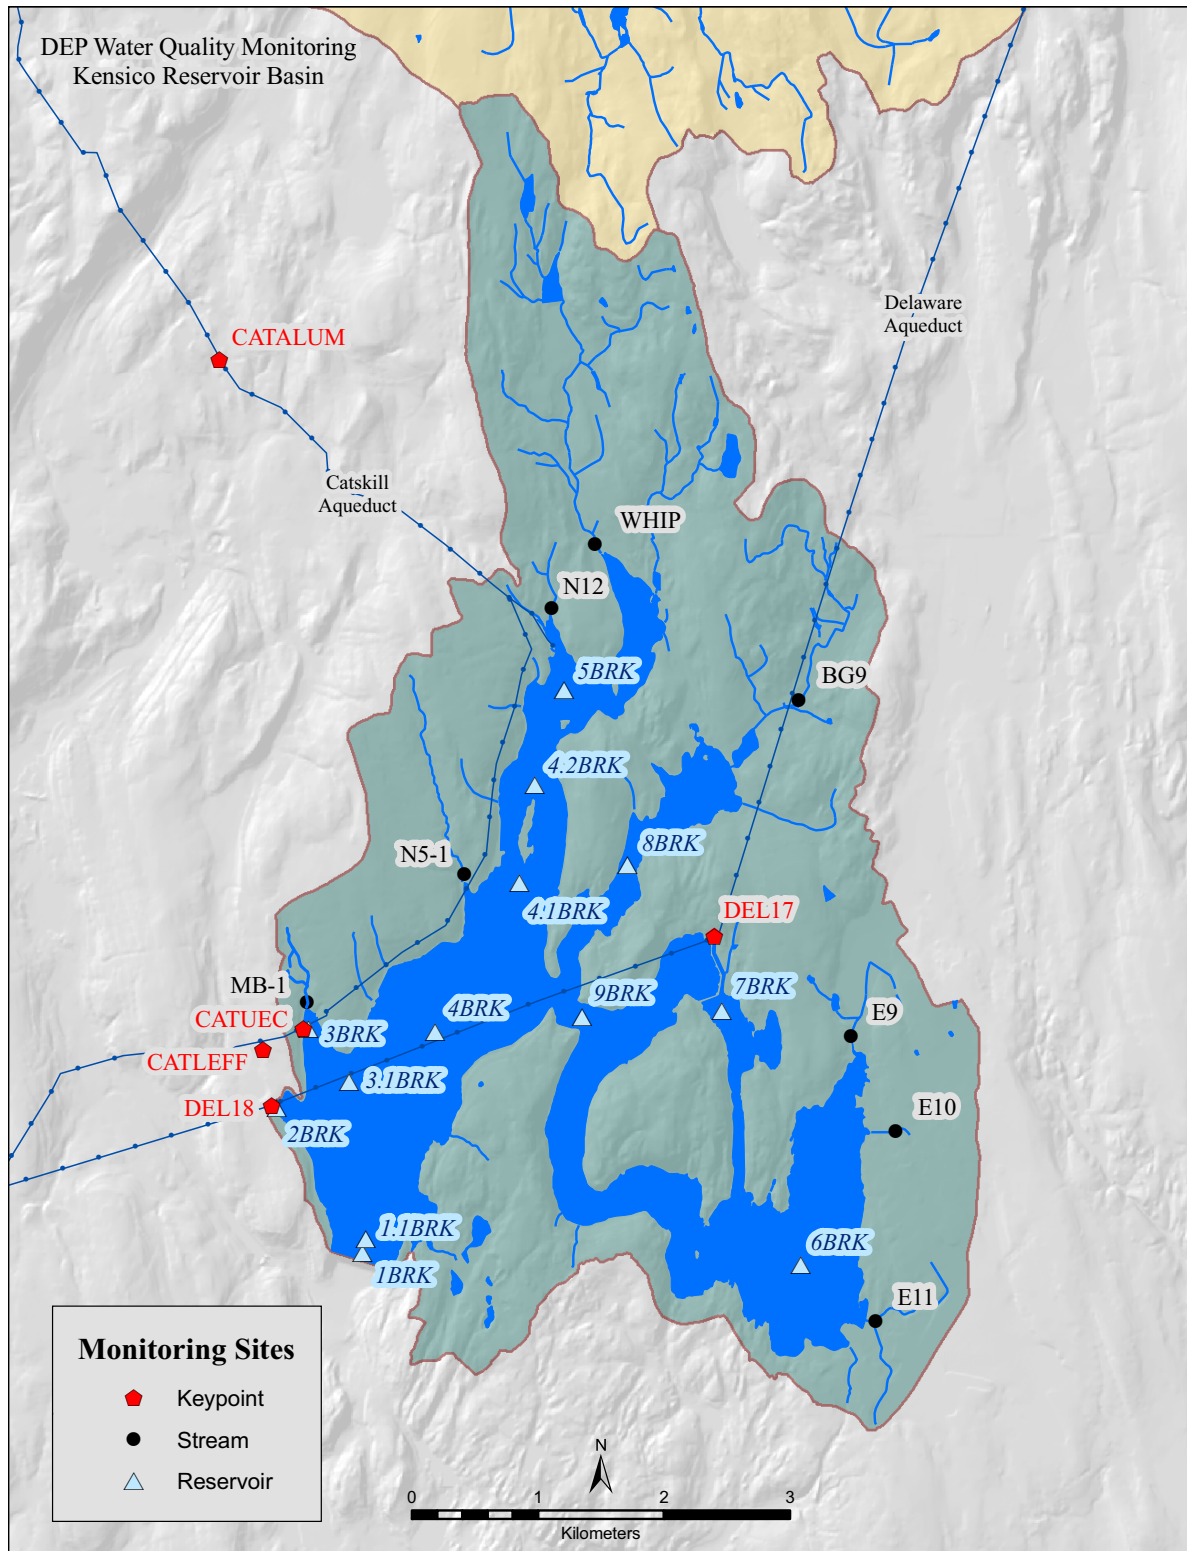 DEP Water Quality Monitoring
Kensico Reservoir Basin
CATALUM
Delaware
Aqueduct
Catskill
Aqueduct
WHIP
N12
5BRK
BG9
4.2BRK
8BRK
N5-1
4.1BRK
DEL17
MB-1
CATUEC
3BRK
4BRK
9BRK
7BRK
E9
CATLEFF
3.1BRK
DEL18
2BRK
E10
1.1BRK
1BRK
6BRK
E11
Monitoring Sites
Keypoint
Stream
Reservoir
N
0 1 2 3
Kilometers